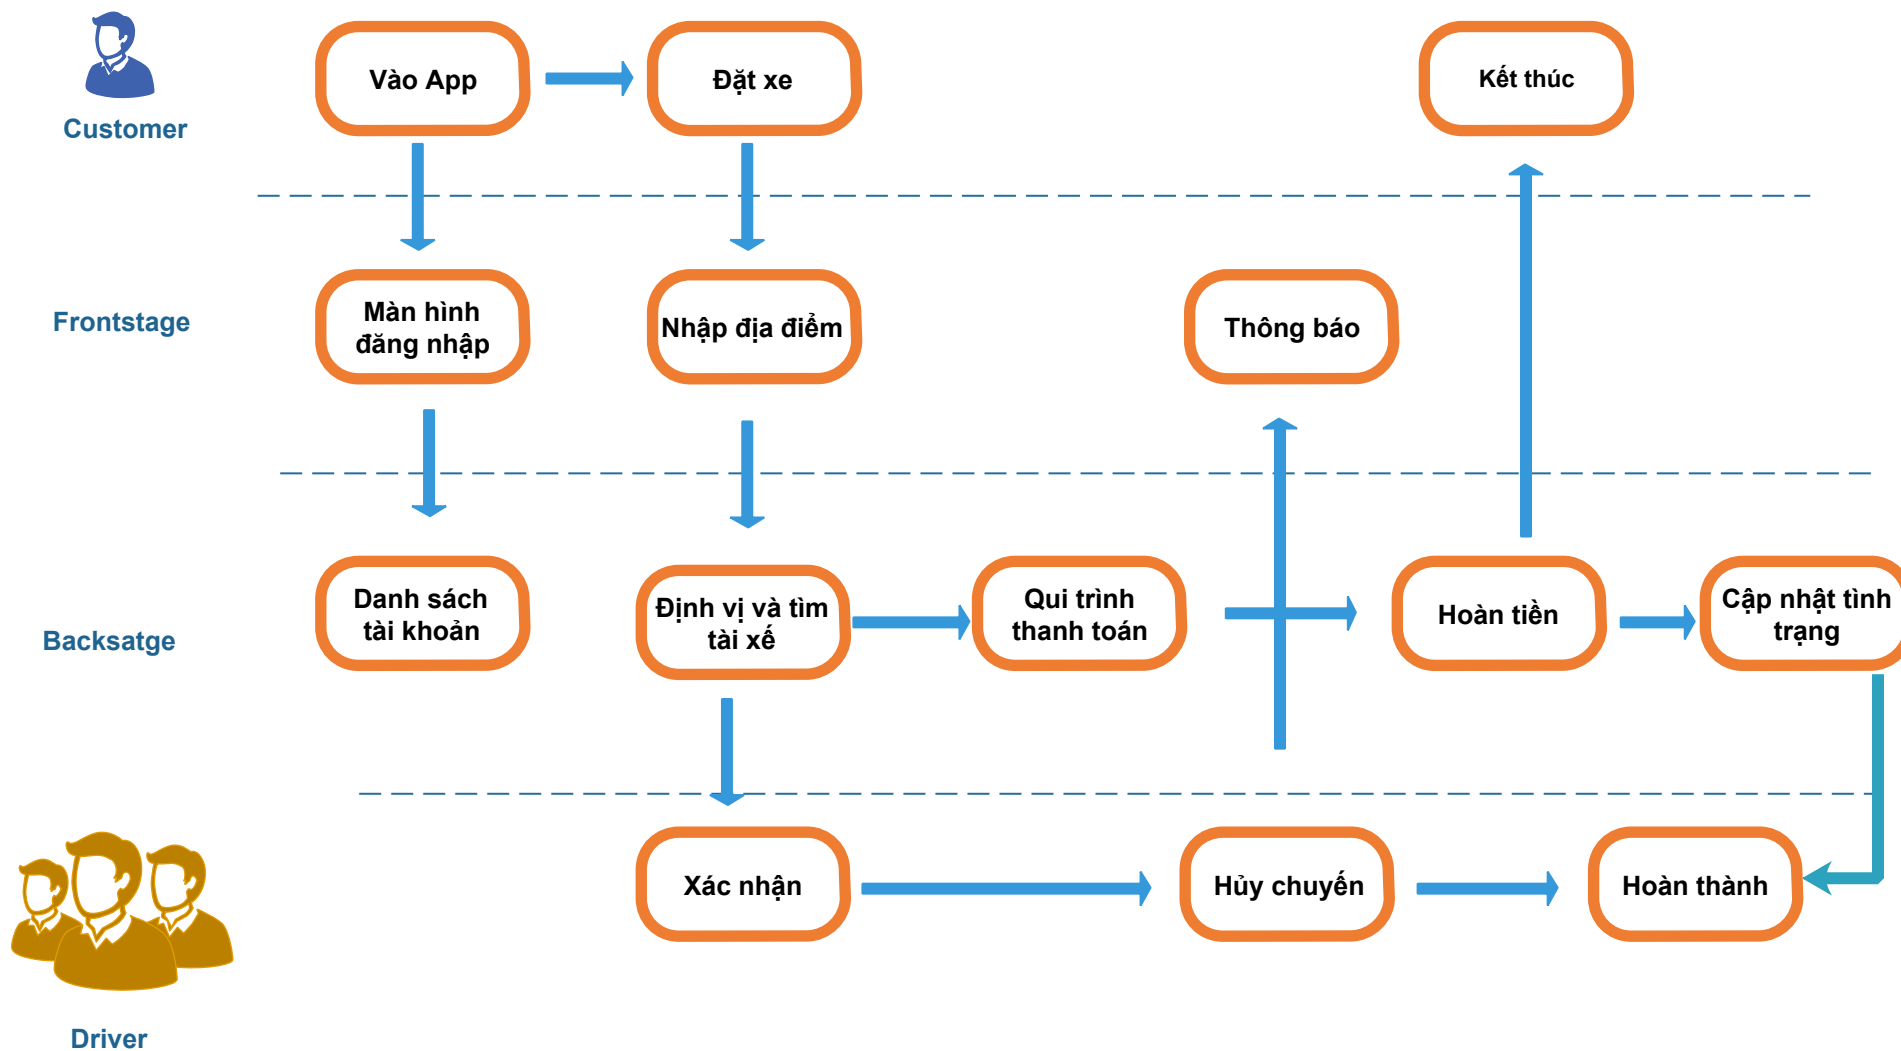 Vào App
Đặt xe
Kết thúc
Customer
Frontstage
Màn hình
đăng nhập
Nhập địa điểm
Thông báo
Backsatge
Danh sách
tài khoản
Định vị và tìm
tài xế
Qui trình
thanh toán
Hoàn tiền
Cập nhật tình
trạng
Xác nhận
Hủy chuyến
Hoàn thành
Driver